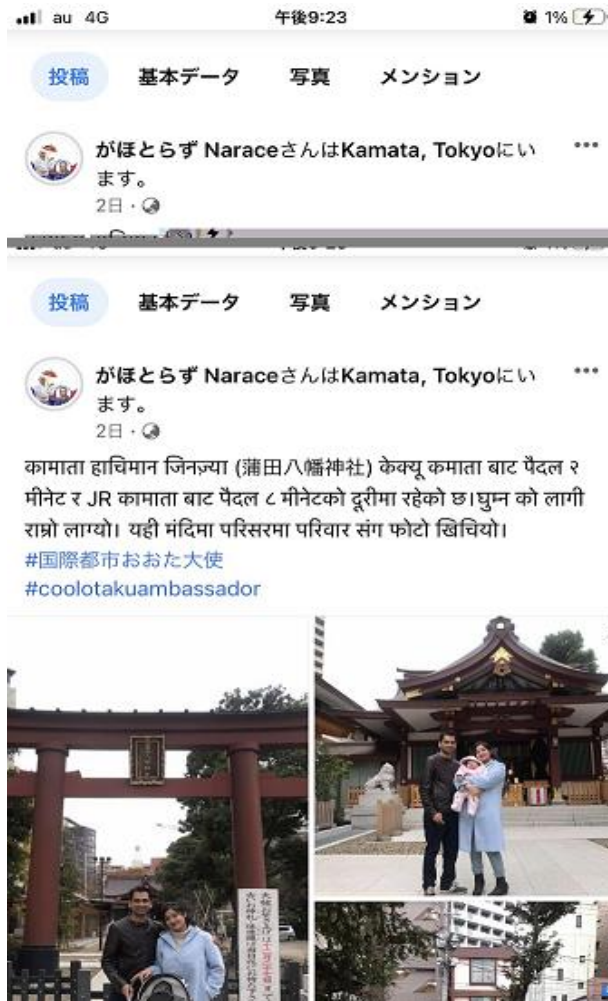 au 4G 午後9:23 1%
投稿 基本データ 写真 メンション
がほとらず NaraceさんはKamata, Tokyoにい
ます。
2日
投稿 基本データ 写真 メンション
がほとらず NaraceさんはKamata, Tokyoにい
ます。
2日
कामाता हाचिमान जिनज़्या (蒲田八幡神社) केक्यू कमाता बाट पैदल २
मीनेट र JR कामाता बाट पैदल ८ मीनेटको दूरीमा रहेको छ।घुम्न को लागी
राम्रो लाग्यो। यही मंदिमा परिसरमा परिवार संग फोटो खिचियो।
#国際都市おおた大使
#coolotakuambassador